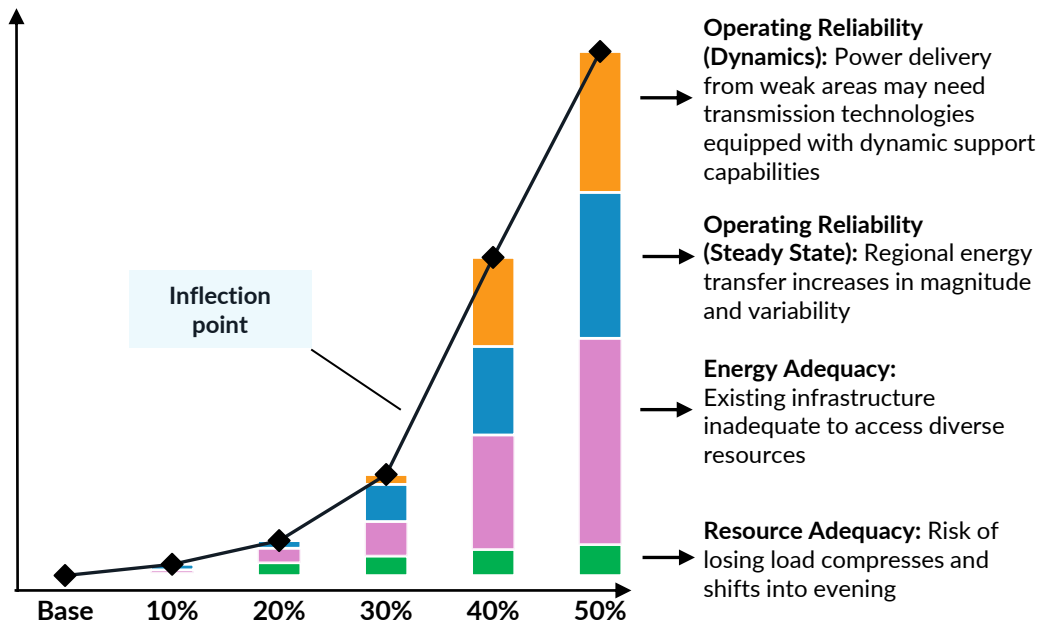 Operating Reliability
(Dynamics): Power delivery
from weak areas may need
transmission technologies
equipped with dynamic support
capabilities
Operating Reliability
(Steady State): Regional energy
transfer increases in magnitude
and variability
Inflection
point
Energy Adequacy:
Existing infrastructure
inadequate to access diverse
resources
Resource Adequacy: Risk of
losing load compresses and
shifts into evening
Base 10% 20% 30% 40% 50%